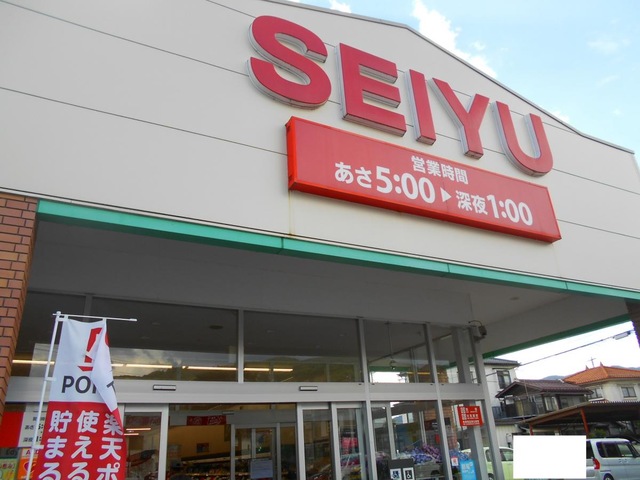 SEIYU
営業時間
あさ5:00▶深夜1:00
POI
楽天ポ
使える
貯まる